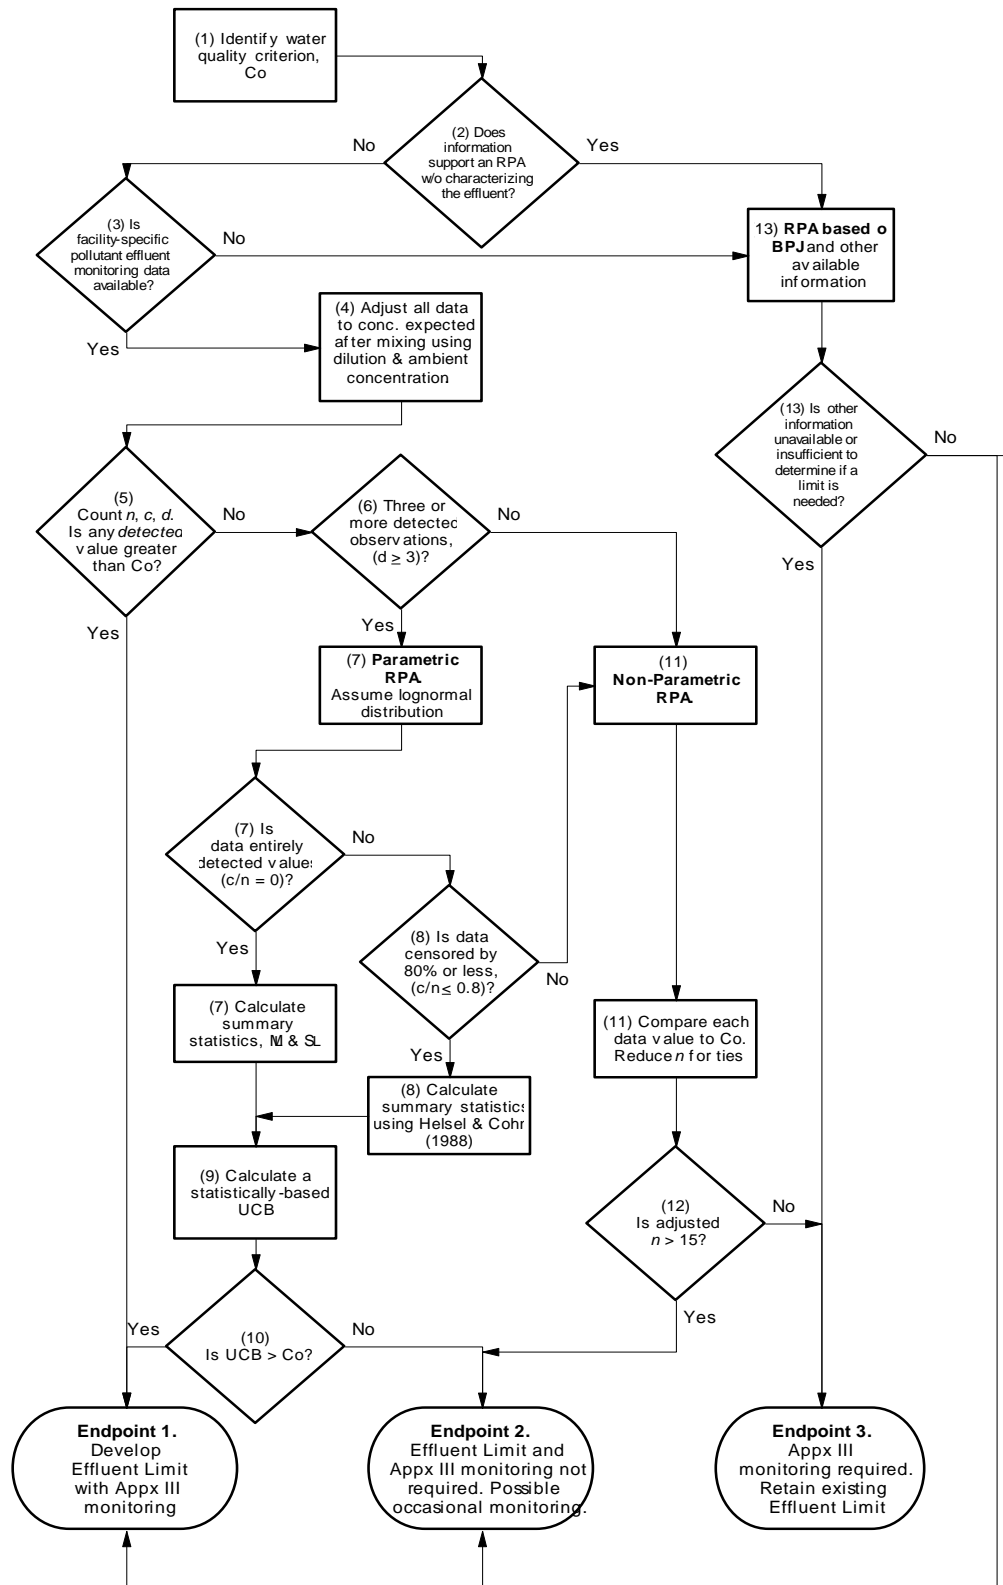 (1) Identify water
quality criterion,
Co
(2) Does
information
support an RPA
w/o characterizing
the effluent?
No
Yes
(3) Is
facility-specific
pollutant effluent
monitoring data
available?
No
Yes
13) RPA based o
BPJ and other
available
information
(4) Adjust all data
to conc. expected
after mixing using
dilution & ambient
concentration.
(13) Is other
information
unavailable or
insufficient to
determine if a
limit is
needed?
No
Yes
(5)
Count n, c, d.
Is any detected
value greater
than Co?
No
Yes
(6) Three or
more detected
observations,
(d ≥ 3)?
No
Yes
(7) Parametric
RPA.
Assume lognormal
distribution
(11)
Non-Parametric
RPA.
(7) Is
data entirely
detected values
(c/n = 0)?
No
Yes
(8) Is data
censored by
80% or less,
(c/n ≤ 0.8)?
No
Yes
(7) Calculate
summary
statistics, M & SL
(11) Compare each
data value to Co.
Reduce n for ties
(8) Calculate
summary statistics
using Helsel & Cohn
(1988)
(9) Calculate a
statistically-based
UCB
(12)
Is adjusted
n > 15?
No
Yes
(10)
Is UCB > Co?
Yes
No
Endpoint 1.
Develop
Effluent Limit
with Appx III
monitoring
Endpoint 2.
Effluent Limit and
Appx III monitoring not
required. Possible
occasional monitoring.
Endpoint 3.
Appx III
monitoring required.
Retain existing
Effluent Limit